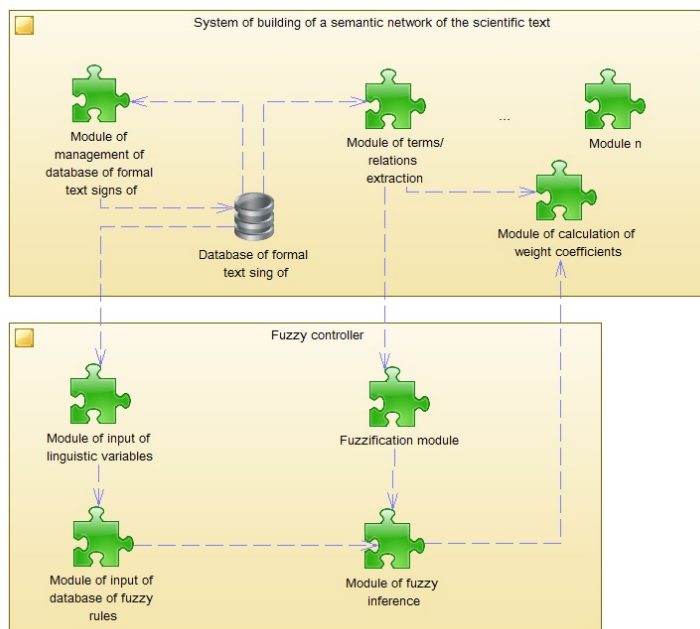 System of building of a semantic network of the scientific text
Module of
management of
database of formal
text signs of
Module of terms/
relations
extraction
...
Module n
Database of formal
text sing of
Module of calculation of
weight coefficients
Fuzzy controller
Module of input of
linguistic variables
Fuzzification module
Module of input of
database of fuzzy
rules
Module of fuzzy
inference